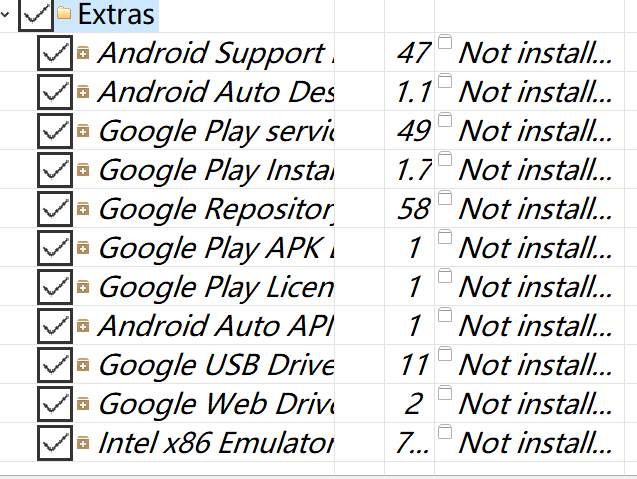 Extras
Android Support 47 Not install...
Android Auto Des 1.1 Not install...
Google Play servic 49 Not install...
Google Play Instal 1.7 Not install...
Google Repository 58 Not install...
Google Play APK 1 Not install...
Google Play Licen 1 Not install...
Android Auto API 1 Not install...
Google USB Drive 11 Not install...
Google Web Drive 2 Not install...
Intel x86 Emulator 7... Not install...